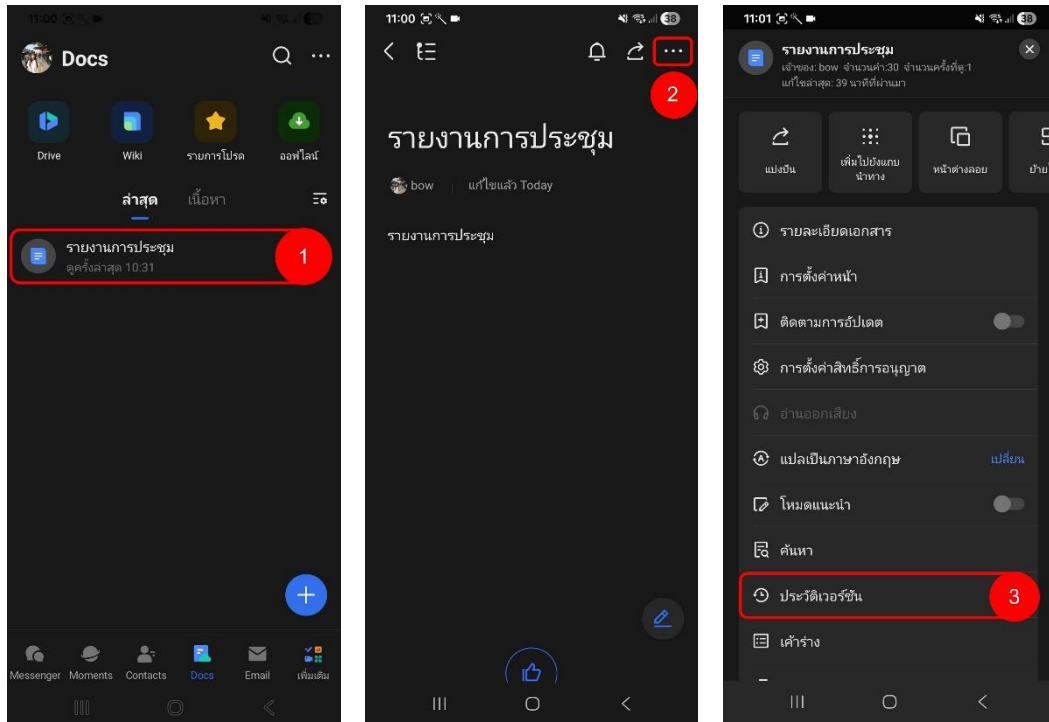 11:00
Docs
Drive
Wiki
รายการโปรด
ออฟไลน์
ล่าสุด
เนื้อหา
รายงานการประชุม
ดูครั้งล่าสุด 10:31
1
Messenger
Moments
Contacts
Docs
Email
เพิ่มเติม
11:00
38
2
รายงานการประชุม
bow
แก้ไขแล้ว Today
รายงานการประชุม
11:01
38
รายงานการประชุม
เจ้าของ: bow จำนวนคำ:30 จำนวนครั้งที่ดู:1
แก้ไขล่าสุด: 39 นาทีที่ผ่านมา
แบ่งปัน
เพิ่มไปยังแถบ
นำทาง
หน้าต่างลอย
ย้าย
รายละเอียดเอกสาร
การตั้งค่าหน้า
ติดตามการอัปเดต
การตั้งค่าสิทธิ์การอนุญาต
อ่านออกเสียง
แปลเป็นภาษาอังกฤษ
เปลี่ยน
โหมดแนะนำ
ค้นหา
ประวัติเวอร์ชัน
3
เค้าร่าง